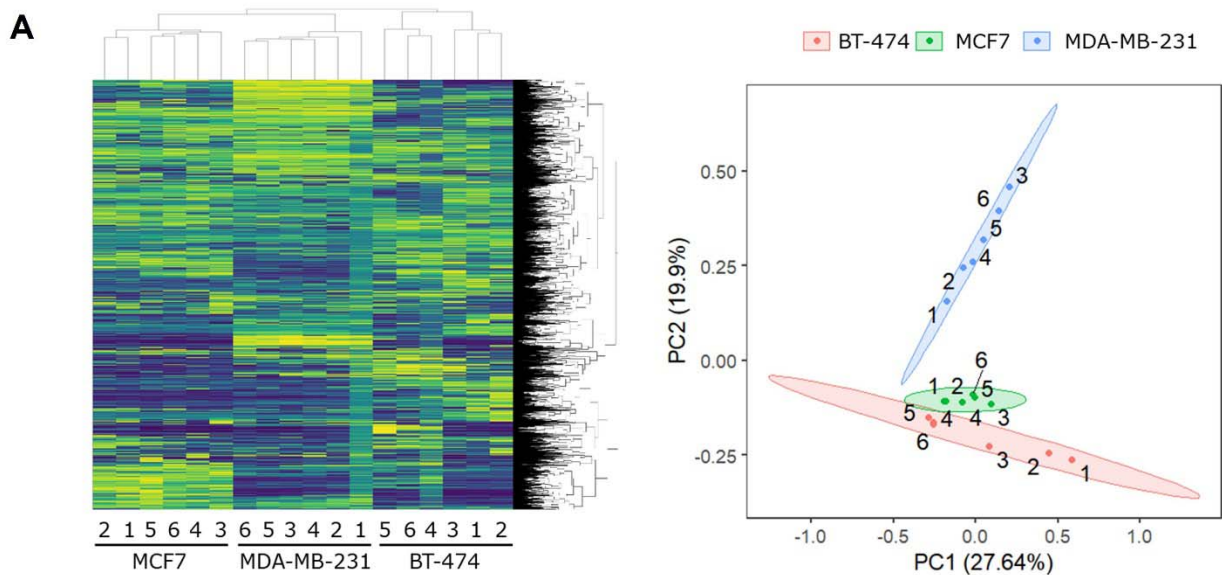 A
BT-474 MCF7 MDA-MB-231
0.50
0.25
0.00
-0.25
PC2 (19.9%)
3
6
5
4
2
1
6
1 2 5
5 4 4 3
6
3 2 1
-1.0 -0.5 0.0 0.5 1.0
PC1 (27.64%)
2 1 5 6 4 3 6 5 3 4 2 1 5 6 4 3 1 2
MCF7 MDA-MB-231 BT-474